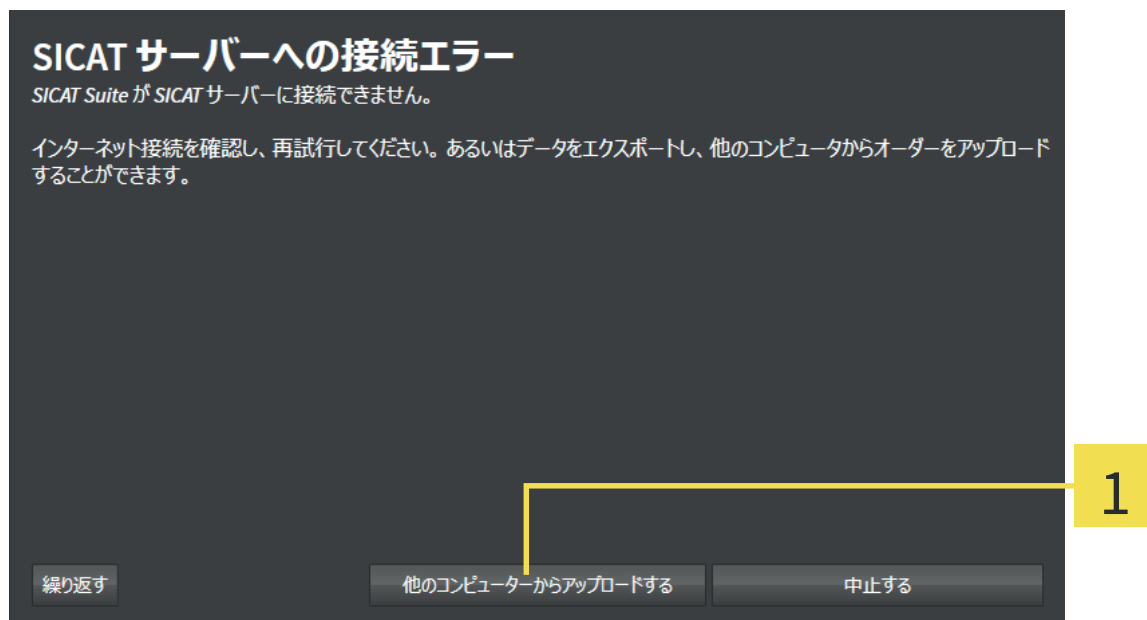 SICAT サーバーへの接続エラー
SICAT Suite が SICAT サーバーに接続できません。
インターネット接続を確認し、再試行してください。あるいはデータをエクスポートし、他のコンピュータからオーダーをアップロード
することができます。
1
繰り返す
他のコンピューターからアップロードする
中止する